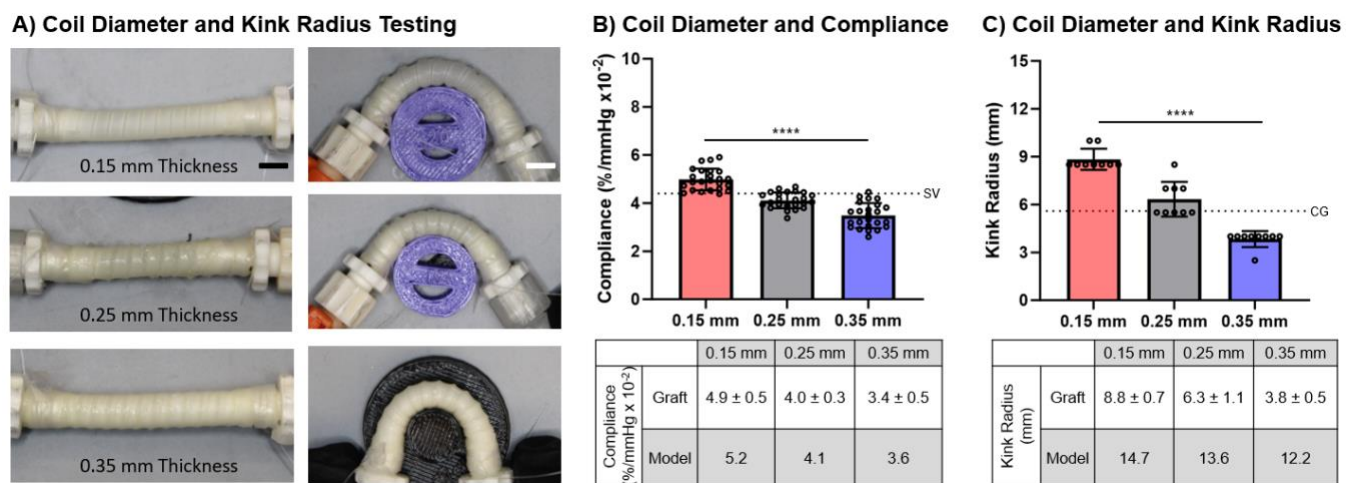 A) Coil Diameter and Kink Radius Testing
0.15 mm Thickness
0.25 mm Thickness
0.35 mm Thickness
B) Coil Diameter and Compliance
Compliance (%/mmHg x10⁻²)
10
8
6
4
2
0
****
SV
0.15 mm 0.25 mm 0.35 mm
0.15 mm 0.25 mm 0.35 mm
Compliance
(%/mmHg x 10⁻²)
Graft 4.9 ± 0.5 4.0 ± 0.3 3.4 ± 0.5
Model 5.2 4.1 3.6
C) Coil Diameter and Kink Radius
Kink Radius (mm)
15
12
9
6
3
0
****
CG
0.15 mm 0.25 mm 0.35 mm
0.15 mm 0.25 mm 0.35 mm
Kink Radius
(mm)
Graft 8.8 ± 0.7 6.3 ± 1.1 3.8 ± 0.5
Model 14.7 13.6 12.2